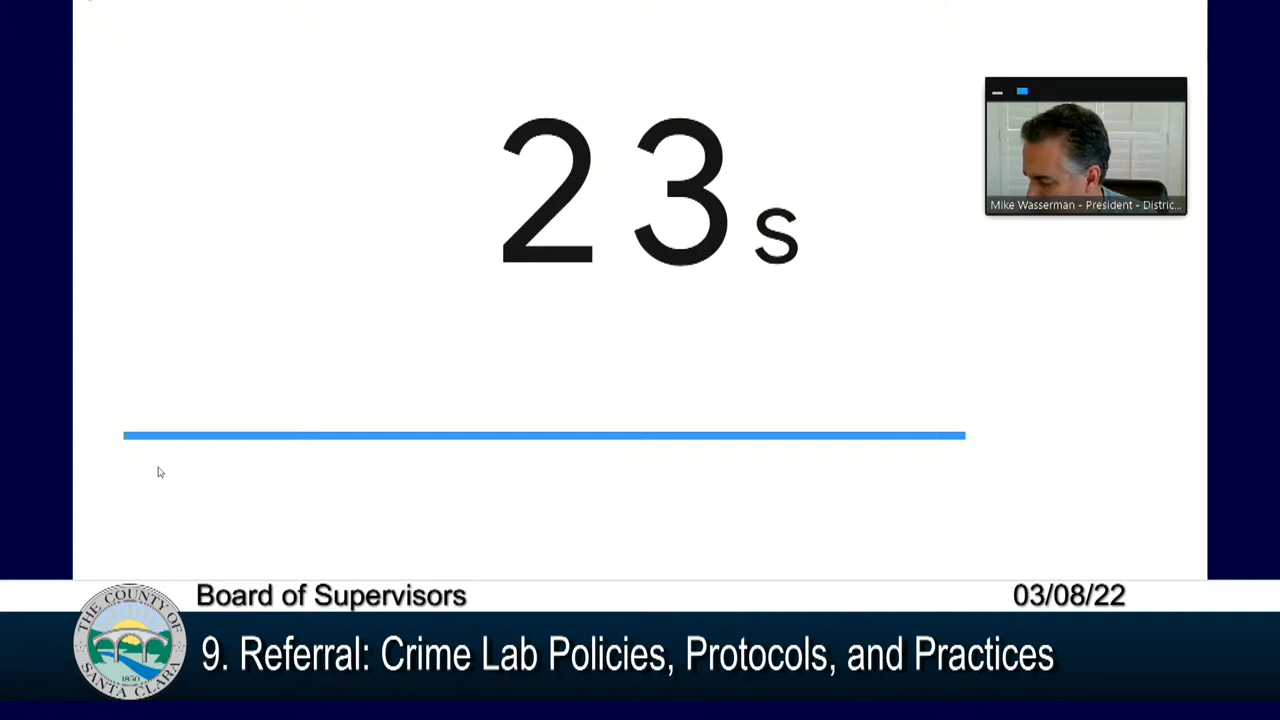 23s
Mike Wasserman - President - Distric...
Board of Supervisors
03/08/22
THE COUNTY OF
SANTA CLARA
1850
9. Referral: Crime Lab Policies, Protocols, and Practices